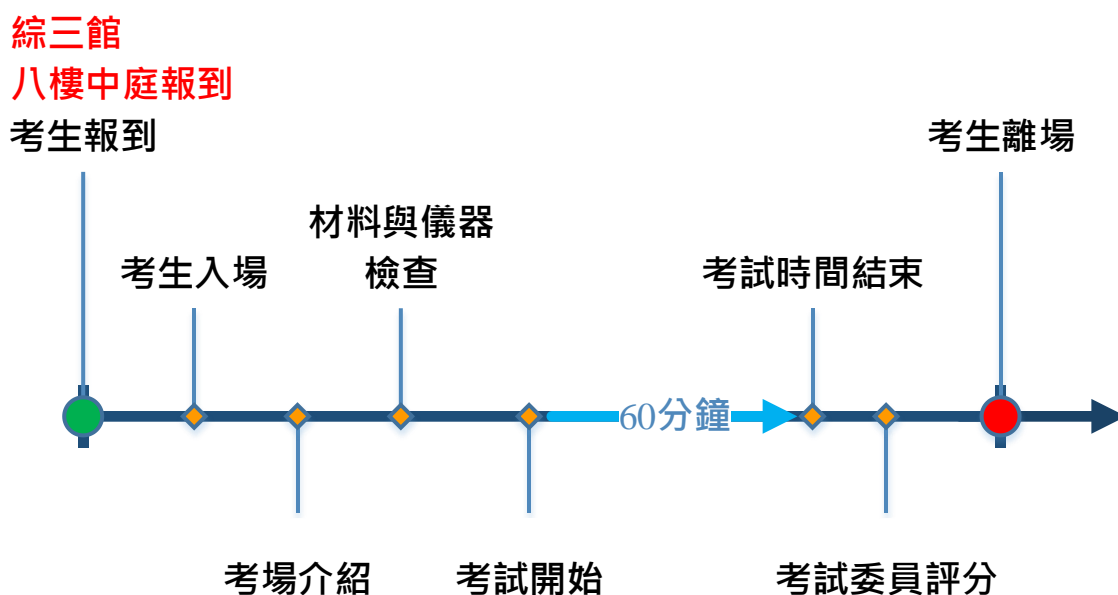 綜三館
八樓中庭報到
考生報到
考生離場
材料與儀器
檢查
考生入場
考試時間結束
60分鐘
考場介紹
考試開始
考試委員評分